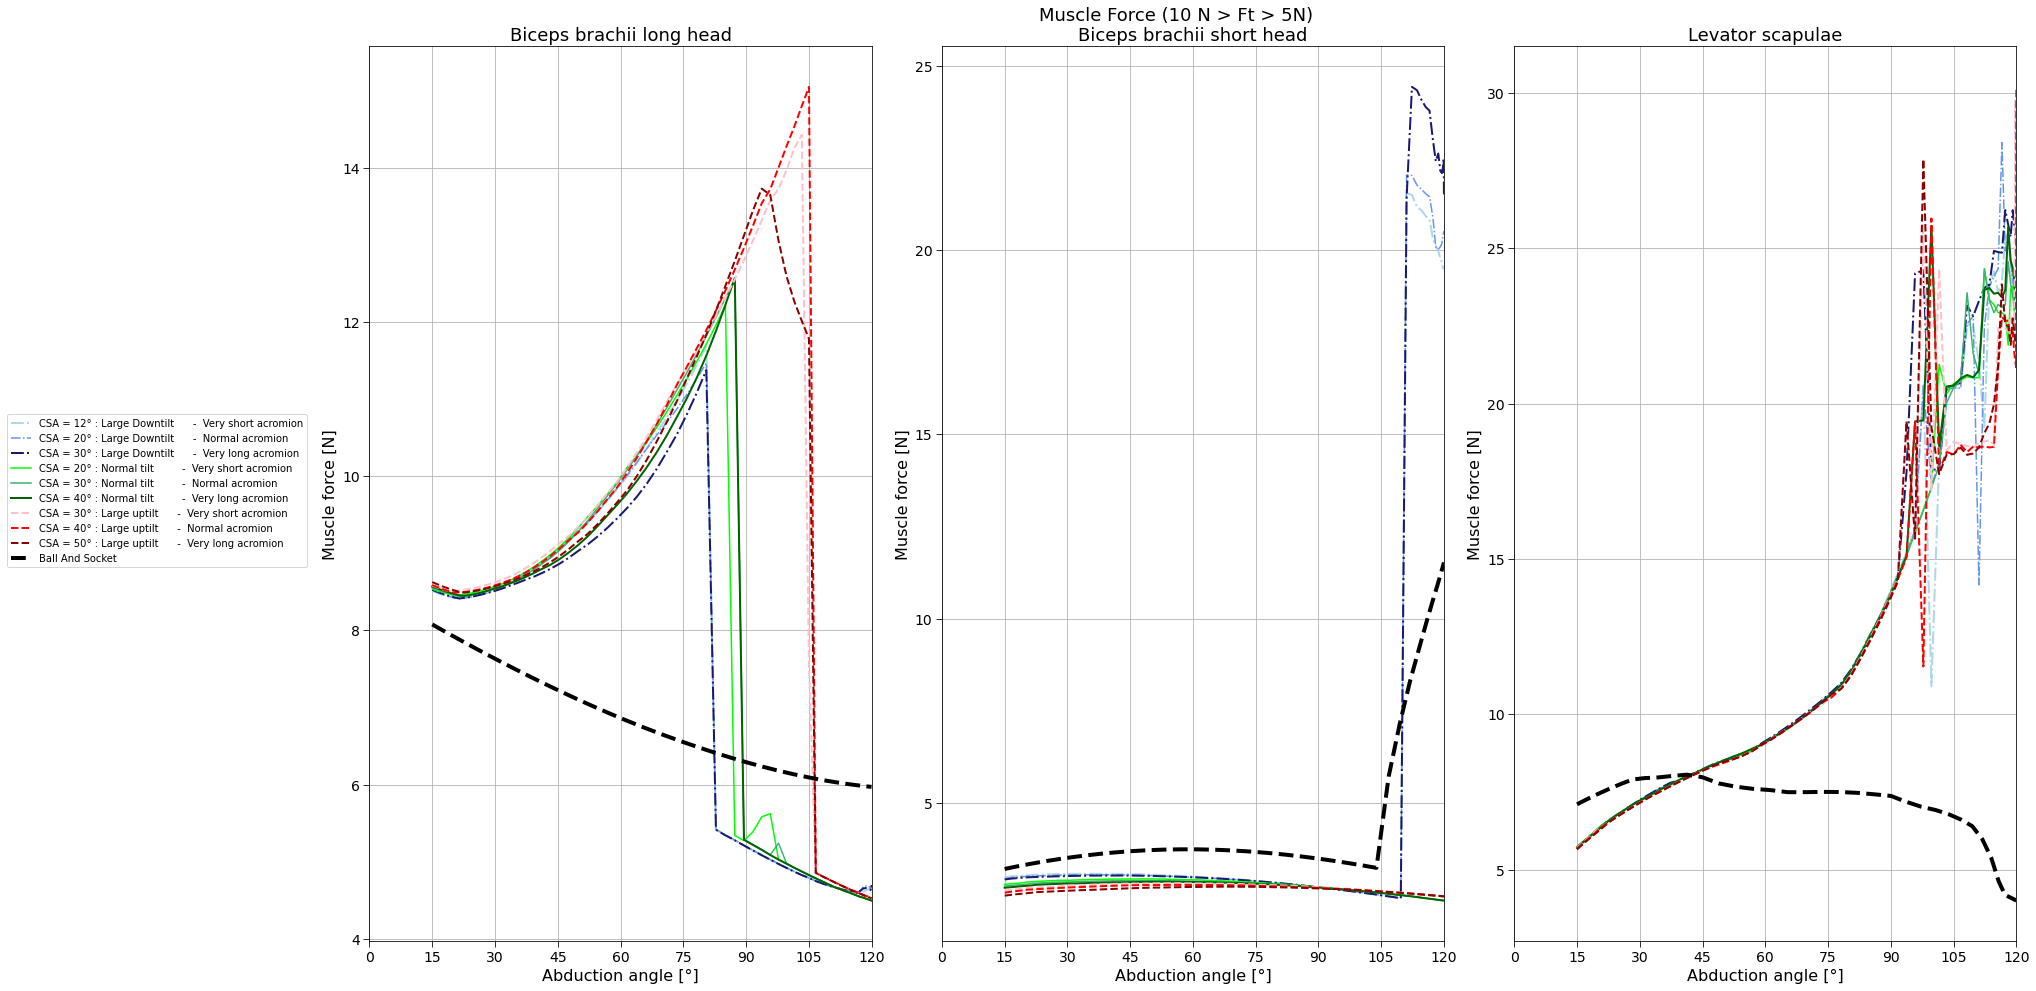 Muscle Force (10 N > Ft > 5N)
Biceps brachii long head
Biceps brachii short head
Levator scapulae
CSA = 12° : Large Downtilt - Very short acromion
CSA = 20° : Large Downtilt - Normal acromion
CSA = 30° : Large Downtilt - Very long acromion
CSA = 20° : Normal tilt - Very short acromion
CSA = 30° : Normal tilt - Normal acromion
CSA = 40° : Normal tilt - Very long acromion
CSA = 30° : Large uptilt - Very short acromion
CSA = 40° : Large uptilt - Normal acromion
CSA = 50° : Large uptilt - Very long acromion
Ball And Socket
Muscle force [N]
14
12
10
8
6
4
0 15 30 45 60 75 90 105 120
Abduction angle [°]
Muscle force [N]
25
20
15
10
5
0 15 30 45 60 75 90 105 120
Abduction angle [°]
Muscle force [N]
30
25
20
15
10
5
0 15 30 45 60 75 90 105 120
Abduction angle [°]